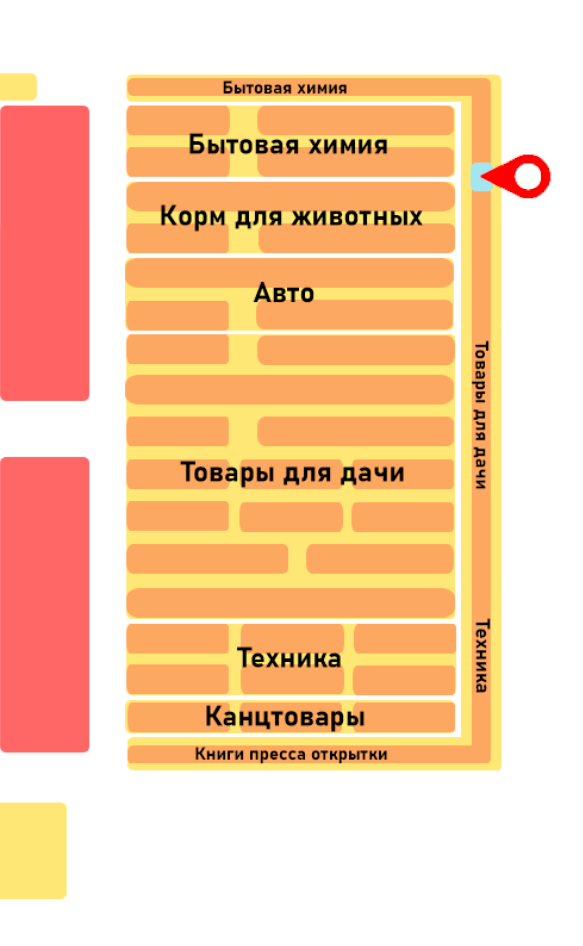 Бытовая химия
Бытовая химия
Корм для животных
Авто
Товары для дачи
Товары для дачи
Техника
Техника
Канцтовары
Книги пресса открытки